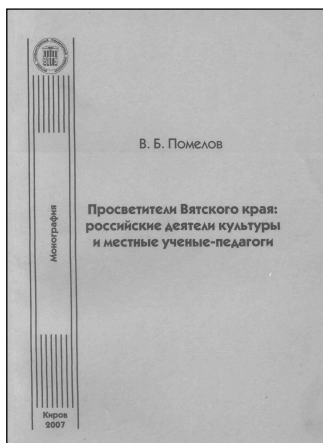 В. Б. Помелов
Просветители Вятского края:
российские деятели культуры
и местные ученые-педагоги
Монография
Киров
2007